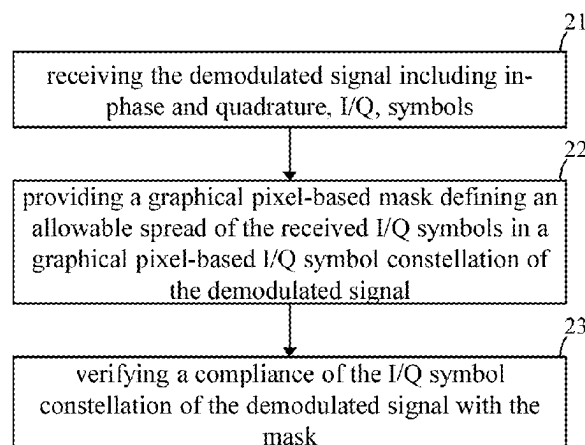 21
receiving the demodulated signal including in-
phase and quadrature, I/Q, symbols
22
providing a graphical pixel-based mask defining an
allowable spread of the received I/Q symbols in a
graphical pixel-based I/Q symbol constellation of
the demodulated signal
23
verifying a compliance of the I/Q symbol
constellation of the demodulated signal with the
mask